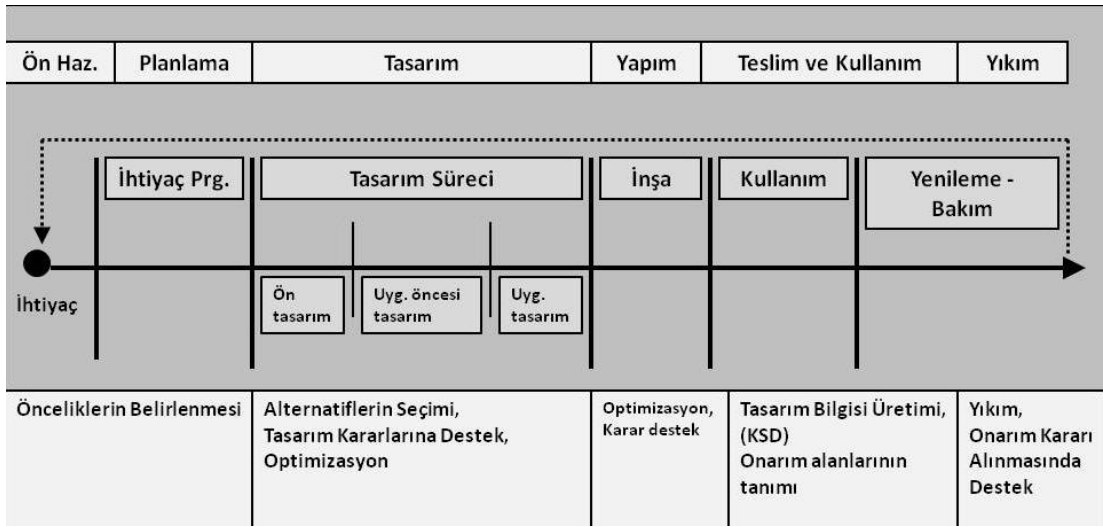 Ön Haz.
Planlama
Tasarım
Yapım
Teslim ve Kullanım
Yıkım
İhtiyaç Prg.
Tasarım Süreci
İnşa
Kullanım
Yenileme -
Bakım
İhtiyaç
Ön
tasarım
Uyg. öncesi
tasarım
Uyg.
tasarım
Önceliklerin Belirlenmesi
Alternatiflerin Seçimi,
Tasarım Kararlarına Destek,
Optimizasyon
Optimizasyon,
Karar destek
Tasarım Bilgisi Üretimi,
(KSD)
Onarım alanlarının
tanımı
Yıkım,
Onarım Kararı
Alınmasında
Destek